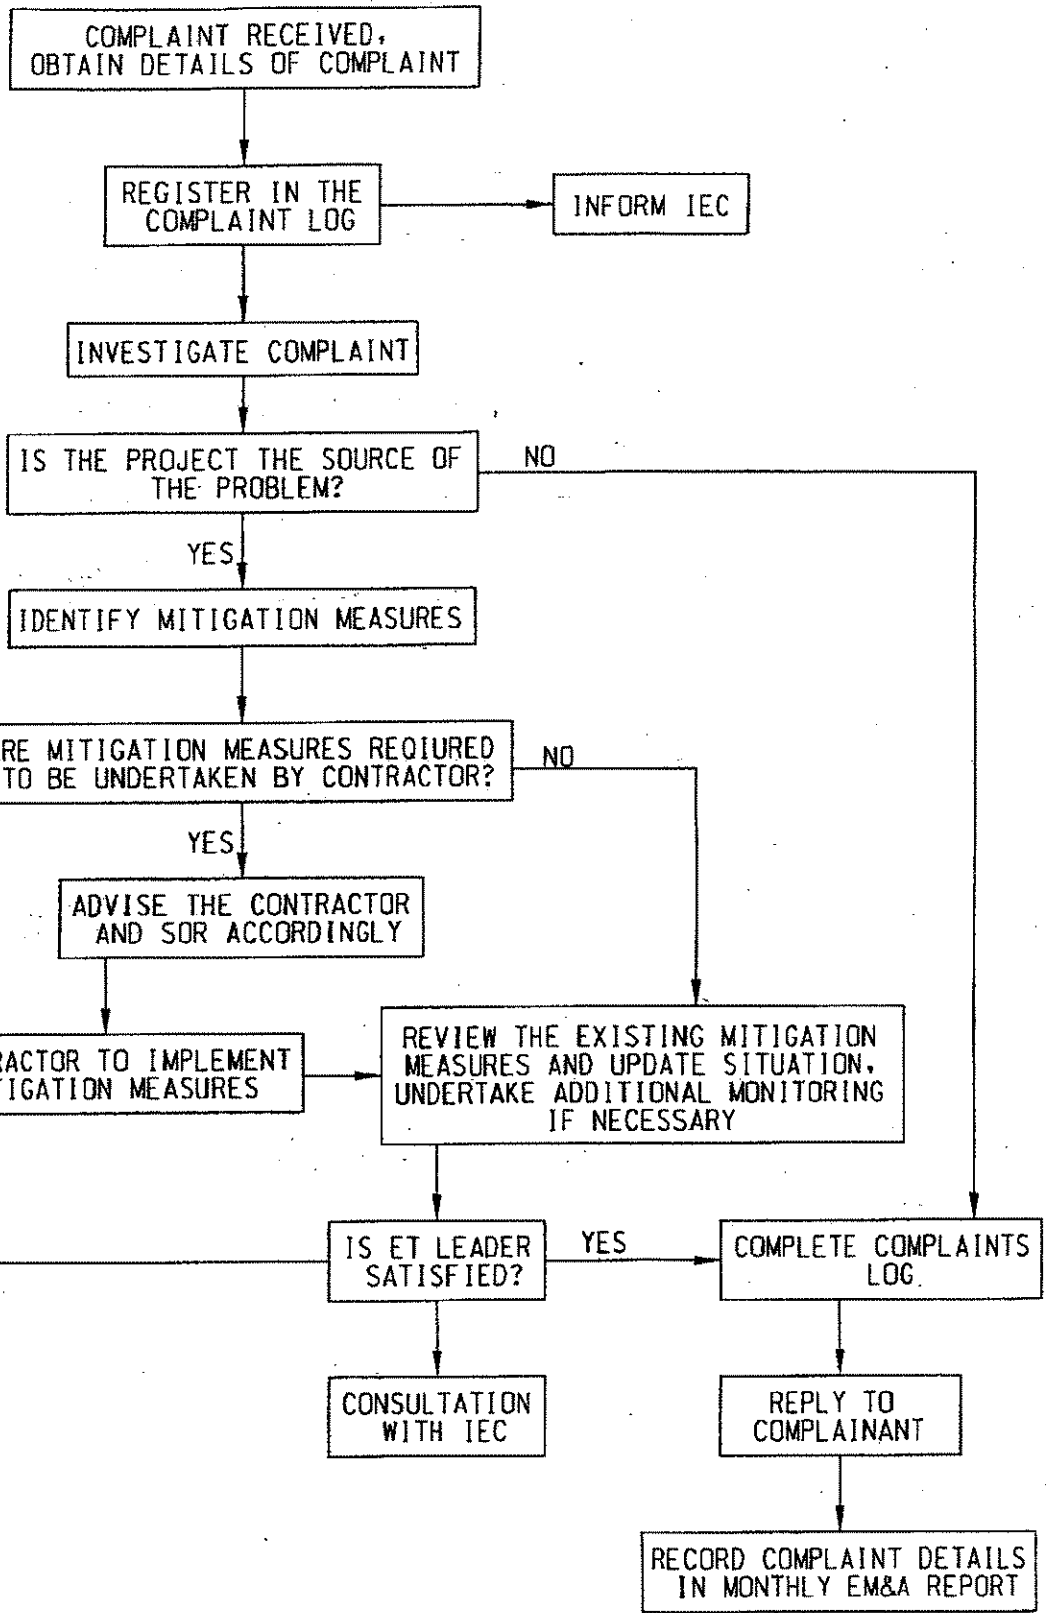 COMPLAINT RECEIVED,
OBTAIN DETAILS OF COMPLAINT
REGISTER IN THE
COMPLAINT LOG
INFORM IEC
INVESTIGATE COMPLAINT
IS THE PROJECT THE SOURCE OF
THE PROBLEM?
NO
YES
IDENTIFY MITIGATION MEASURES
RE MITIGATION MEASURES REQIURED
TO BE UNDERTAKEN BY CONTRACTOR?
NO
YES
ADVISE THE CONTRACTOR
AND SOR ACCORDINGLY
RACTOR TO IMPLEMENT
TIGATION MEASURES
REVIEW THE EXISTING MITIGATION
MEASURES AND UPDATE SITUATION,
UNDERTAKE ADDITIONAL MONITORING
IF NECESSARY
IS ET LEADER
SATISFIED?
YES
COMPLETE COMPLAINTS
LOG
CONSULTATION
WITH IEC
REPLY TO
COMPLAINANT
RECORD COMPLAINT DETAILS
IN MONTHLY EM&A REPORT